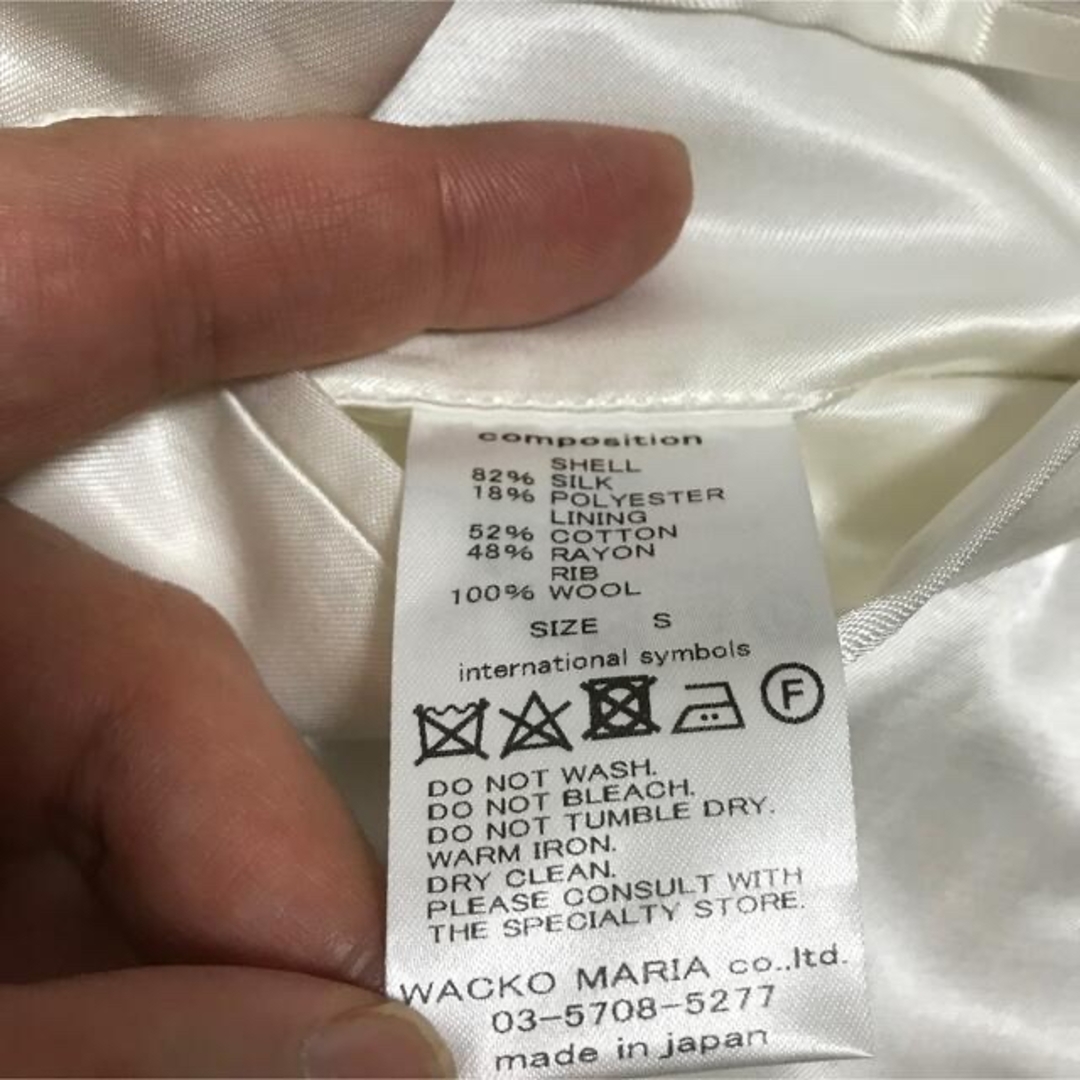 composition
SHELL
82% SILK
18% POLYESTER
LINING
52% COTTON
48% RAYON
RIB
100% WOOL
SIZE S
international symbols
F
DO NOT WASH.
DO NOT BLEACH.
DO NOT TUMBLE DRY.
WARM IRON.
DRY CLEAN.
PLEASE CONSULT WITH
THE SPECIALTY STORE.
WACKO MARIA co.,ltd.
03-5708-5277
made in japan